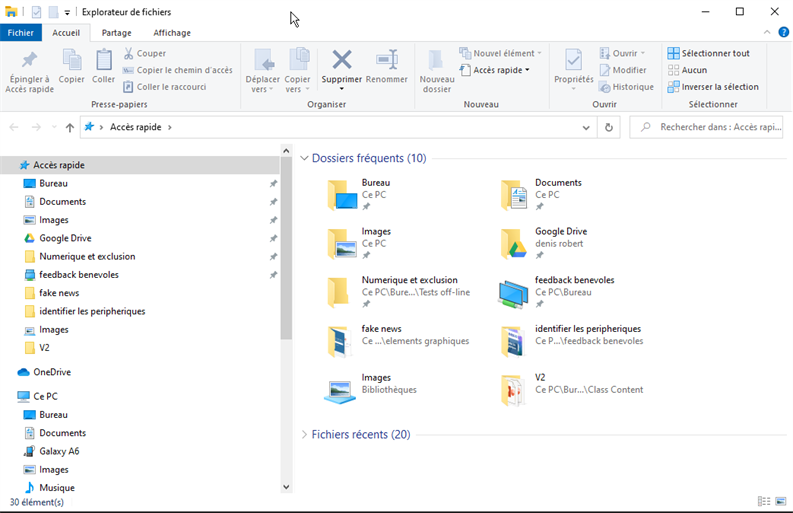 Explorateur de fichiers
Fichier
Accueil
Partage
Affichage
Épingler à
Accès rapide
Copier
Coller
Couper
Copier le chemin d'accès
Coller le raccourci
Presse-papiers
Déplacer
vers
Copier
vers
Supprimer
Renommer
Organiser
Nouveau
dossier
Nouvel élément
Accès rapide
Nouveau
Propriétés
Ouvrir
Modifier
Historique
Ouvrir
Sélectionner tout
Aucun
Inverser la sélection
Sélectionner
Accès rapide
Rechercher dans : Accès rapi...
Accès rapide
Bureau
Documents
Images
Google Drive
Numerique et exclusion
feedback benevoles
fake news
identifier les peripheriques
Images
V2
OneDrive
Ce PC
Bureau
Documents
Galaxy A6
Images
Musique
Dossiers fréquents (10)
Bureau
Ce PC
Documents
Ce PC
Images
Ce PC
Google Drive
denis robert
Numerique et exclusion
Ce PC\Bure...\Tests off-line
feedback benevoles
Ce PC\Bureau
fake news
Ce ...\elements graphiques
identifier les peripheriques
Ce P...\feedback benevoles
Images
Bibliothèques
V2
Ce PC\Bur...\Class Content
Fichiers récents (20)
30 élément(s)